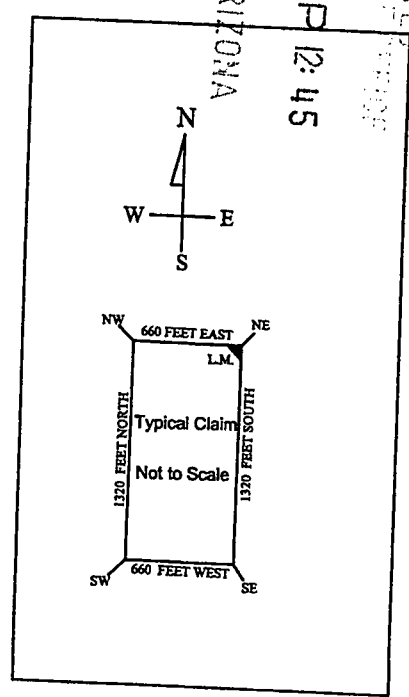 P 12: 45
RIZONA
N
W E
S
NW 660 FEET EAST NE
L.M.
1320 FEET NORTH
Typical Claim
Not to Scale
1320 FEET SOUTH
SW 660 FEET WEST SE